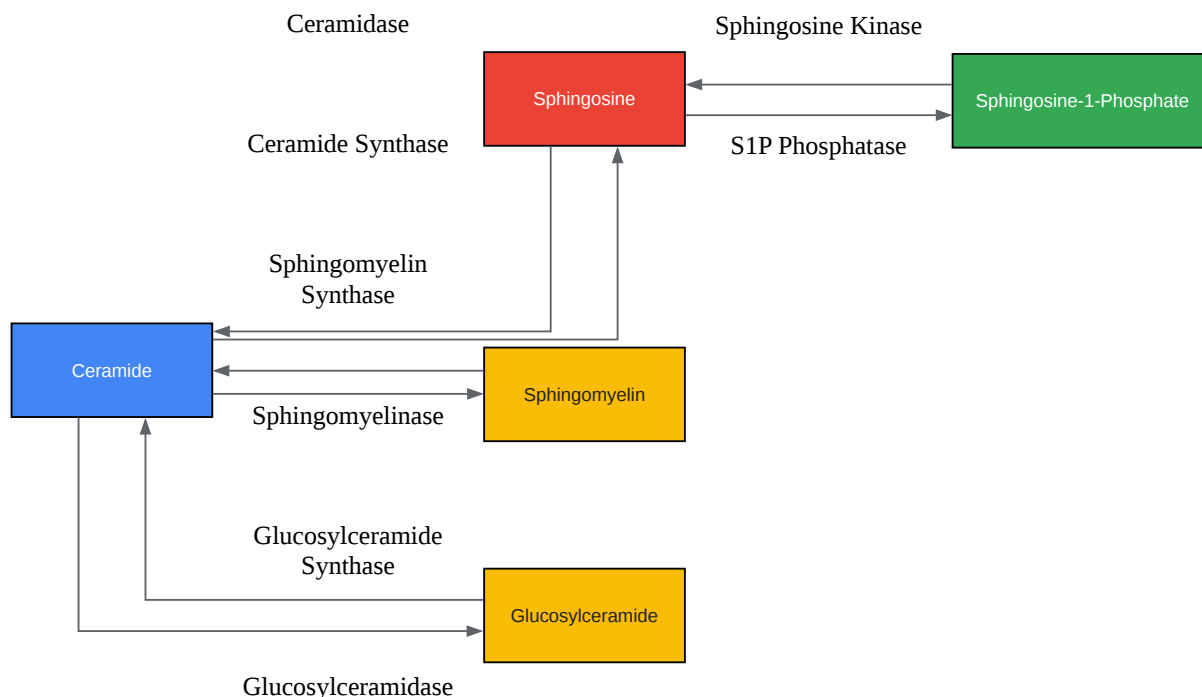 Ceramidase
Sphingosine Kinase
Sphingosine
Sphingosine-1-Phosphate
Ceramide Synthase
S1P Phosphatase
Sphingomyelin
Synthase
Ceramide
Sphingomyelin
Sphingomyelinase
Glucosylceramide
Synthase
Glucosylceramide
Glucosylceramidase